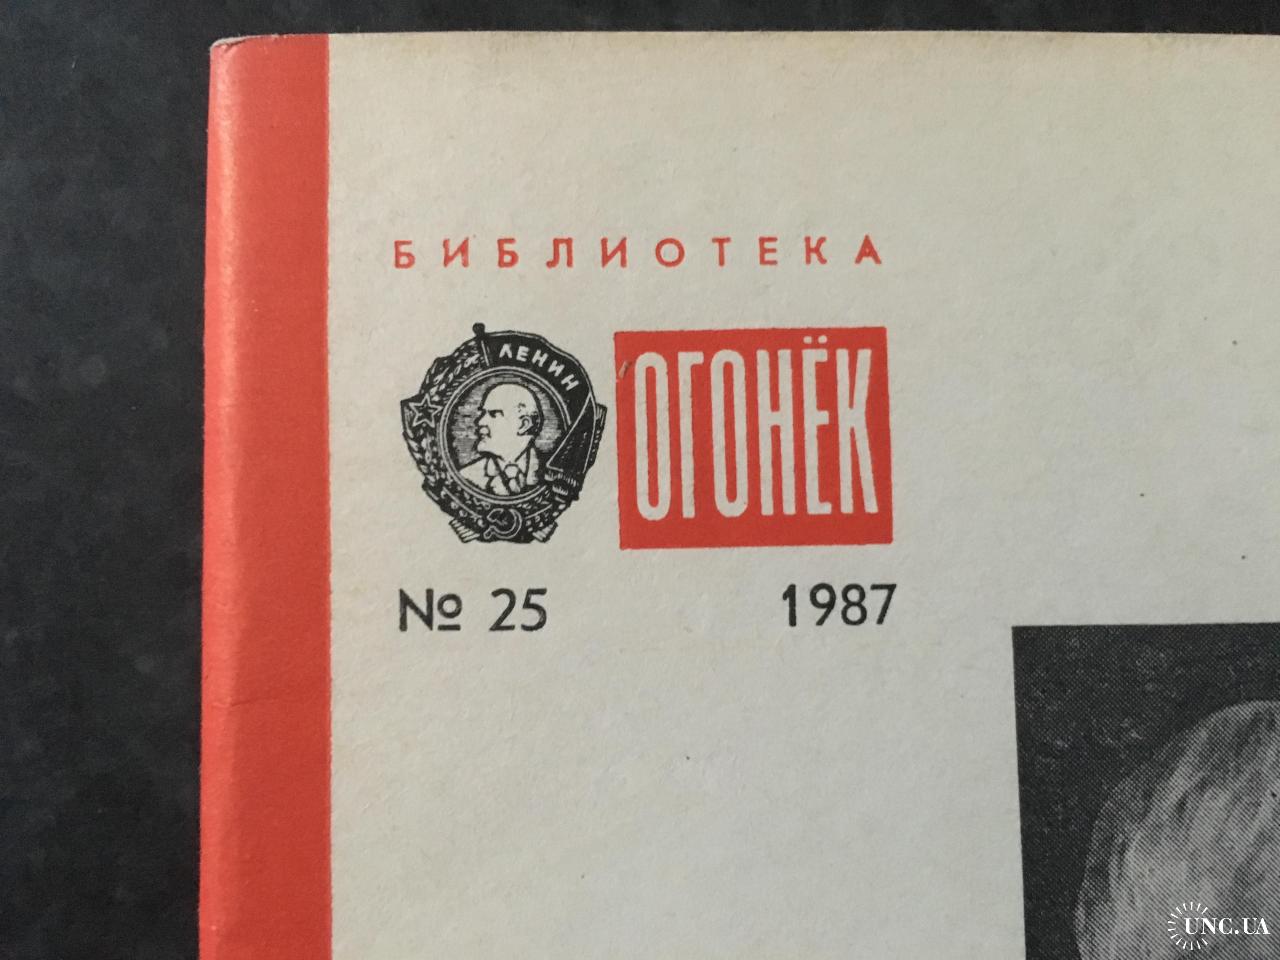 БИБЛИОТЕКА
ЛЕНИН
ОГОНЁК
№ 25 1987
UNC.UA